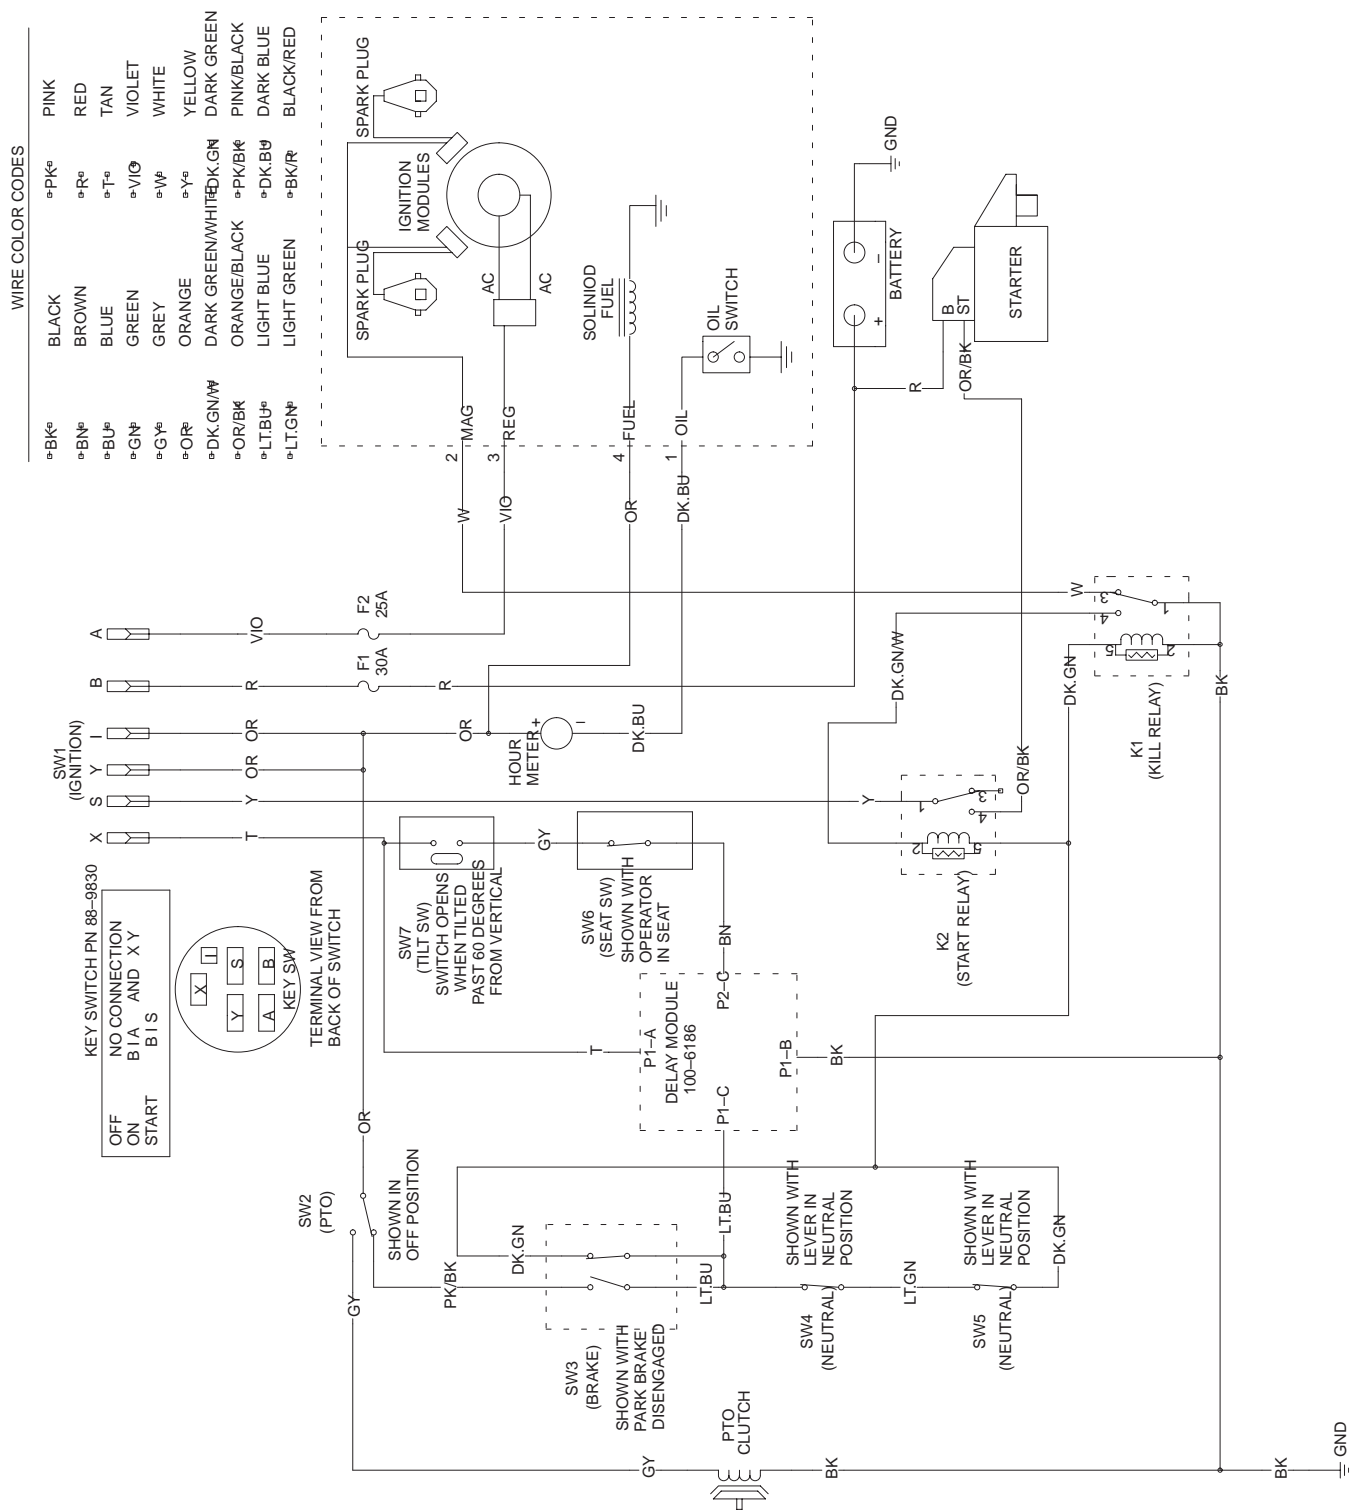 WIRE COLOR CODES
BK BLACK PK PINK
BN BROWN R RED
BU BLUE T TAN
GN GREEN VIO VIOLET
GY GREY W WHITE
OR ORANGE Y YELLOW
DK.GN/W DARK GREEN/WHITE DK.GN DARK GREEN
OR/BK ORANGE/BLACK PK/BK PINK/BLACK
LT.BU LIGHT BLUE DK.BU DARK BLUE
LT.GN LIGHT GREEN BK/R BLACK/RED
SPARK PLUG
SPARK PLUG
IGNITION
MODULES
AC
AC
SOLINIOD
FUEL
OIL
SWITCH
MAG
REG
FUEL
OIL
2
3
4
1
W
VIO
OR
DK.BU
BATTERY
+
–
GND
B
ST
STARTER
R
OR/BK
SW1
(IGNITION)
X
S
Y
I
B
A
T
Y
OR
OR
R
VIO
F1
30A
F2
25A
R
OR
HOUR
METER
+
–
DK.BU
KEY SWITCH PN 88–9830
OFF NO CONNECTION
ON B I A AND X Y
START B I S
X
I
Y
S
A
B
KEY SW
TERMINAL VIEW FROM
BACK OF SWITCH
SW7
(TILT SW)
SWITCH OPENS
WHEN TILTED
PAST 60 DEGREES
FROM VERTICAL
GY
SW6
(SEAT SW)
SHOWN WITH
OPERATOR
IN SEAT
BN
Y
DK.GN/W
W
K2
(START RELAY)
1
2
3
4
5
OR/BK
K1
(KILL RELAY)
1
2
3
4
5
DK.GN
BK
T
P1–A
DELAY MODULE
100–6186
P2–C
P1–C
P1–B
BK
OR
SW2
(PTO)
SHOWN IN
OFF POSITION
GY
PK/BK
DK.GN
SW3
(BRAKE)
SHOWN WITH
PARK BRAKE
DISENGAGED
LT.BU
LT.BU
SHOWN WITH
LEVER IN
NEUTRAL
POSITION
SW4
(NEUTRAL)
LT.GN
SHOWN WITH
LEVER IN
NEUTRAL
POSITION
SW5
(NEUTRAL)
DK.GN
GY
PTO
CLUTCH
BK
BK
GND